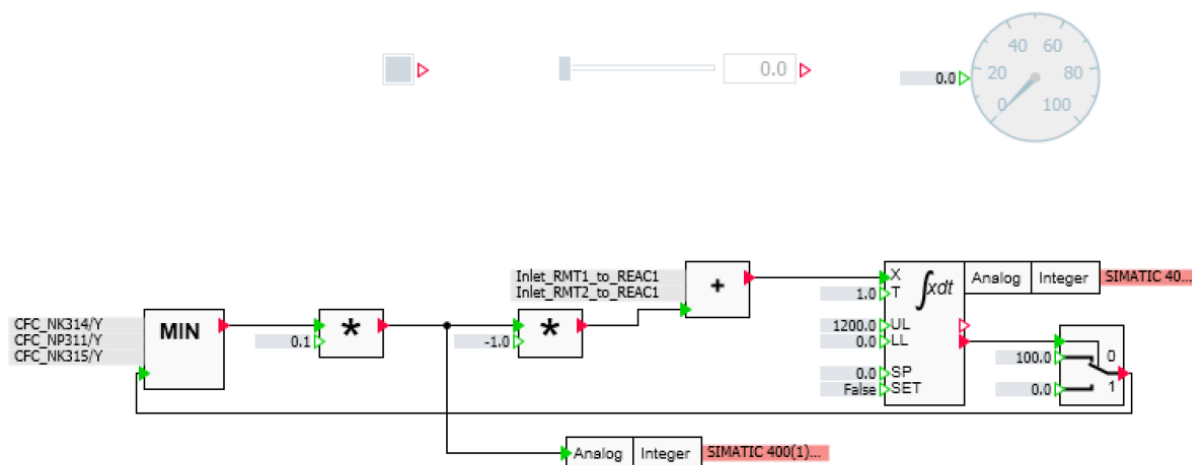 0.0
0.0
0
20
40
60
80
100
Inlet_RMT1_to_REAC1
Inlet_RMT2_to_REAC1
+
X
∫xdt
Analog
Integer
SIMATIC 40...
1.0
T
CFC_NK314/Y
CFC_NP311/Y
CFC_NK315/Y
MIN
0.1
*
-1.0
*
1200.0
UL
0.0
LL
0.0
SP
False
SET
100.0
0
0.0
1
Analog
Integer
SIMATIC 400(1)...